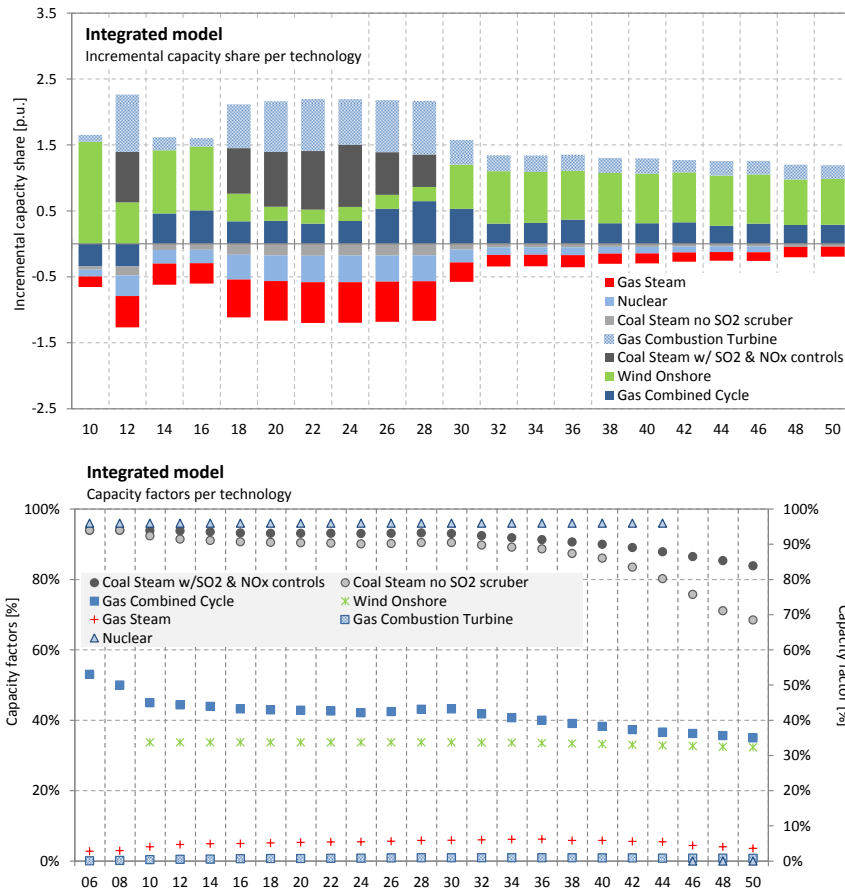 Integrated model
Incremental capacity share per technology
Incremental capacity share [p.u.]
3.5
2.5
1.5
0.5
-0.5
-1.5
-2.5
Gas Steam
Nuclear
Coal Steam no SO2 scruber
Gas Combustion Turbine
Coal Steam w/ SO2 & NOx controls
Wind Onshore
Gas Combined Cycle
10 12 14 16 18 20 22 24 26 28 30 32 34 36 38 40 42 44 46 48 50
Integrated model
Capacity factors per technology
Capacity factors [%]
100%
80%
60%
40%
20%
0%
Coal Steam w/SO2 & NOx controls Coal Steam no SO2 scruber
Gas Combined Cycle Wind Onshore
Gas Steam Gas Combustion Turbine
Nuclear
100%
90%
80%
70%
60%
50%
40%
30%
20%
10%
0%
Capacity factor [%]
06 08 10 12 14 16 18 20 22 24 26 28 30 32 34 36 38 40 42 44 46 48 50